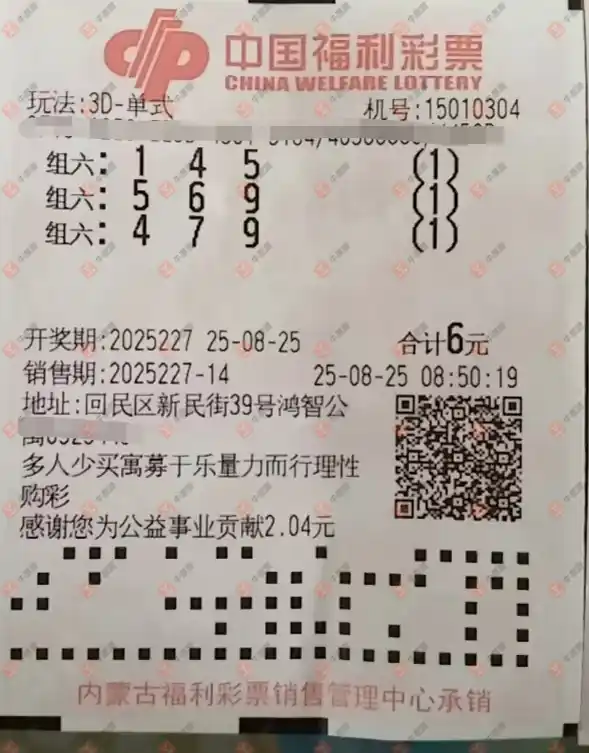 中国福利彩票
CHINA WELFARE LOTTERY
玩法:3D-单式 机号:15010304
组六: 1 4 5 (1)
组六: 5 6 9 (1)
组六: 4 7 9 (1)
开奖期:2025227 25-08-25 合计6元
销售期:2025227-14 25-08-25 08:50:19
地址:回民区新民街39号鸿智公
多人少买寓募于乐量力而行理性
购彩
感谢您为公益事业贡献2.04元
内蒙古福利彩票销售管理中心承销